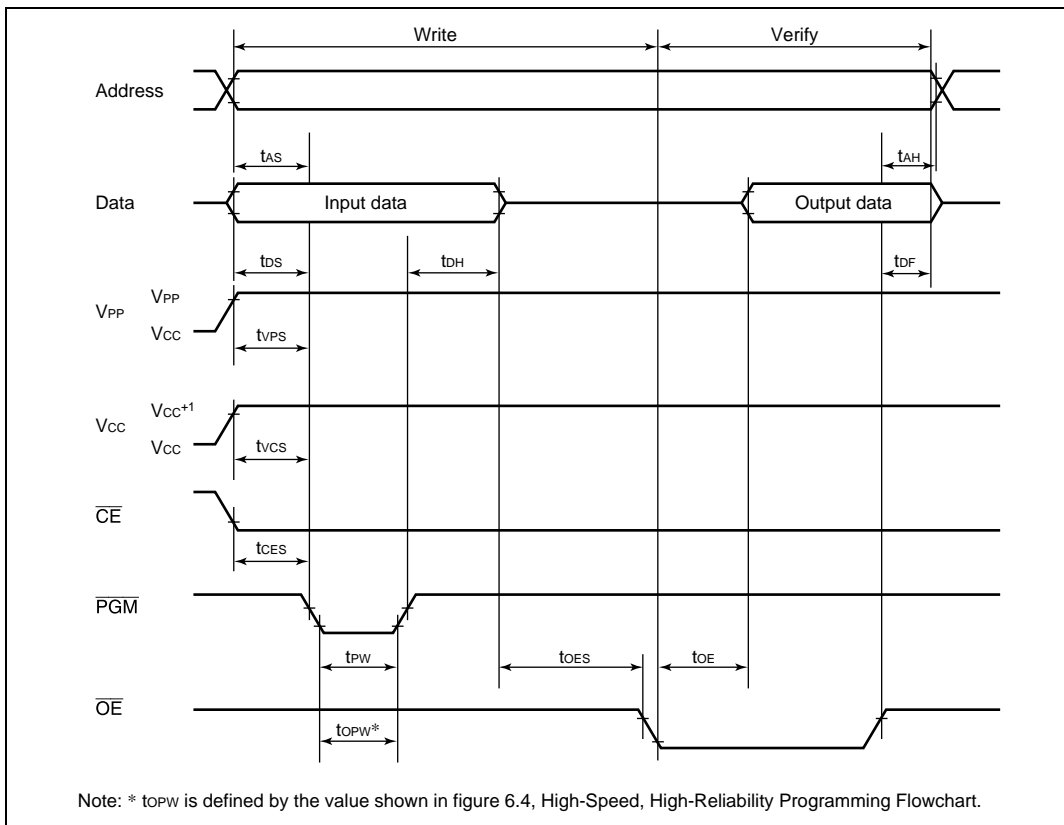 Write Verify
Address
tAS tAH
Data Input data Output data
tDS tDH tDF
VPP VPP
VCC
tVPS
VCC VCC+1
VCC
tVCS
CE
tCES
PGM
tPW tOES tOE
OE
tOPW*
Note: * tOPW is defined by the value shown in figure 6.4, High-Speed, High-Reliability Programming Flowchart.